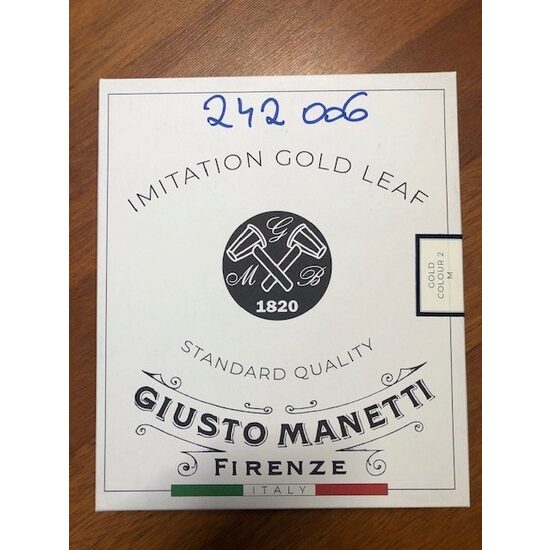 242 006
IMITATION GOLD LEAF
G
M B
1820
GOLD
COLOUR 2
M
STANDARD QUALITY
GIUSTO MANETTI
FIRENZE
ITALY